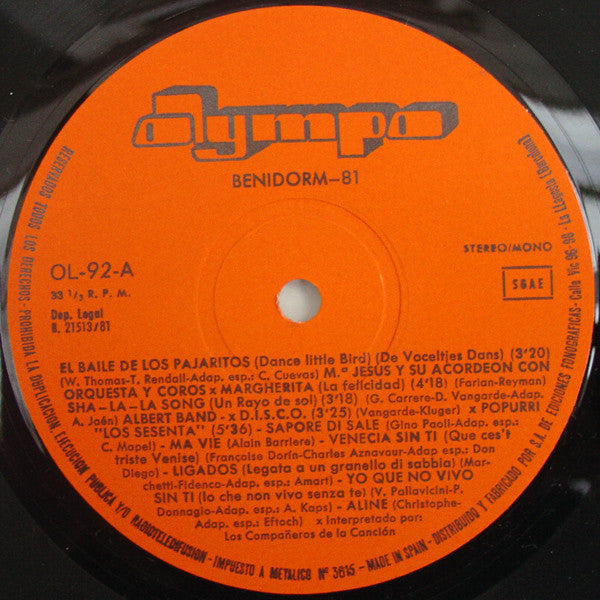 olympo
BENIDORM—81
OL-92-A
33 1/3 R. P. M.
Dep. Legal
B. 21513/81
STEREO/MONO
SGAE
EL BAILE DE LOS PAJARITOS (Dance little Bird) (De Vaceltjes Dans) (3'20)
(W. Thomas-T. Rendall-Adap. esp.: C. Cuevas) M.ª JESUS Y SU ACORDEON CON
ORQUESTA Y COROS x MARGHERITA (La felicidad) (4'18) (Farian-Reyman)
SHA—LA—LA SONG (Un Rayo de sol) (3'18) (G. Carrere-D. Vangarde-Adap.
A. Jaén) ALBERT BAND - x D.I.S.C.O. (3'25) (Vangarde-Kluger) x POPURRI
"LOS SESENTA" (5'36) - SAPORE DI SALE (Gino Paoli-Adap. esp.:
C. Mapel) - MA VIE (Alain Barriere) - VENECIA SIN TI (Que ces't
triste Venise) (Françoise Dorin-Charles Aznavour-Adap. esp.: Don
Diego) - LIGADOS (Legata a un granello di sabbia) (Mar-
chetti-Fidenco-Adap. esp.: Amart) - YO QUE NO VIVO
SIN TI (Io che non vivo senza te) (V. Pallavicini-P.
Donnagio-Adap. esp.: A. Kaps) - ALINE (Christophe-
Adap. esp.: Eftoch) x Interpretado por:
Los Compañeros de la Canción
RESERVADOS TODOS LOS DERECHOS - PROHIBIDA LA DUPLICACION, EJECUCION PUBLICA Y/O RADIOTELEDIFUSION - IMPUESTO A METALICO Nº 3615 - MADE IN SPAIN - DISTRIBUIDO Y FABRICADO POR S.A. DE EDICIONES FONOGRAFICAS - Calle Vic 96-98 - La Llagosta (Barcelona)